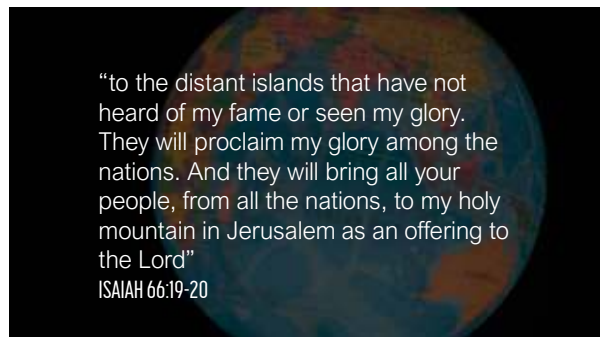 “to the distant islands that have not
heard of my fame or seen my glory.
They will proclaim my glory among the
nations. And they will bring all your
people, from all the nations, to my holy
mountain in Jerusalem as an offering to
the Lord”
ISAIAH 66:19-20